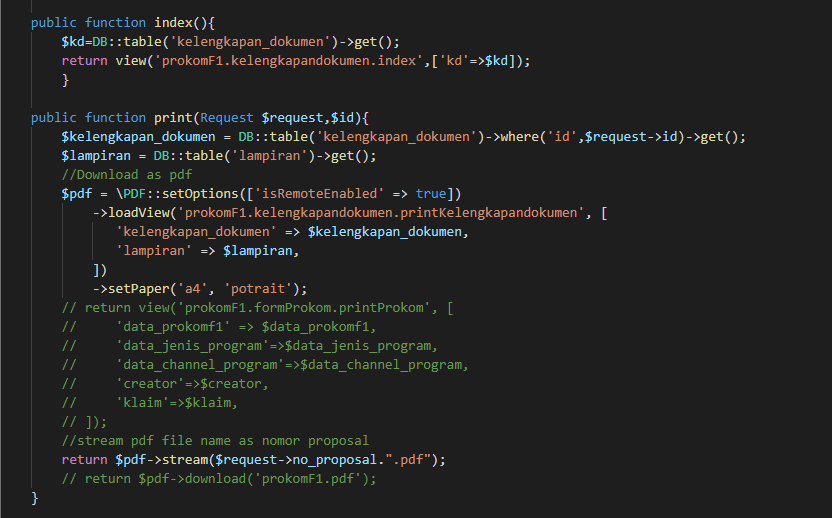 public function index(){
    $kd=DB::table('kelengkapan_dokumen')->get();
    return view('prokomF1.kelengkapandokumen.index',['kd'=>$kd]);
    }
public function print(Request $request,$id){
    $kelengkapan_dokumen = DB::table('kelengkapan_dokumen')->where('id',$request->id)->get();
    $lampiran = DB::table('lampiran')->get();
    //Download as pdf
    $pdf = \PDF::setOptions(['isRemoteEnabled' => true])
        ->loadView('prokomF1.kelengkapandokumen.printKelengkapandokumen', [
           'kelengkapan_dokumen' => $kelengkapan_dokumen,
           'lampiran' => $lampiran,
        ])
        ->setPaper('a4', 'potrait');
    // return view('prokomF1.formProkom.printProkom', [
    //     'data_prokomf1' => $data_prokomf1,
    //     'data_jenis_program'=>$data_jenis_program,
    //     'data_channel_program'=>$data_channel_program,
    //     'creator'=>$creator,
    //     'klaim'=>$klaim,
    // ]);
    //stream pdf file name as nomor proposal
    return $pdf->stream($request->no_proposal.".pdf");
    // return $pdf->download('prokomF1.pdf');
}